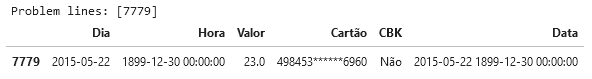 Problem lines: [7779]
Dia Hora Valor Cartão CBK Data
7779 2015-05-22 1899-12-30 00:00:00 23.0 498453******6960 Não 2015-05-22 1899-12-30 00:00:00